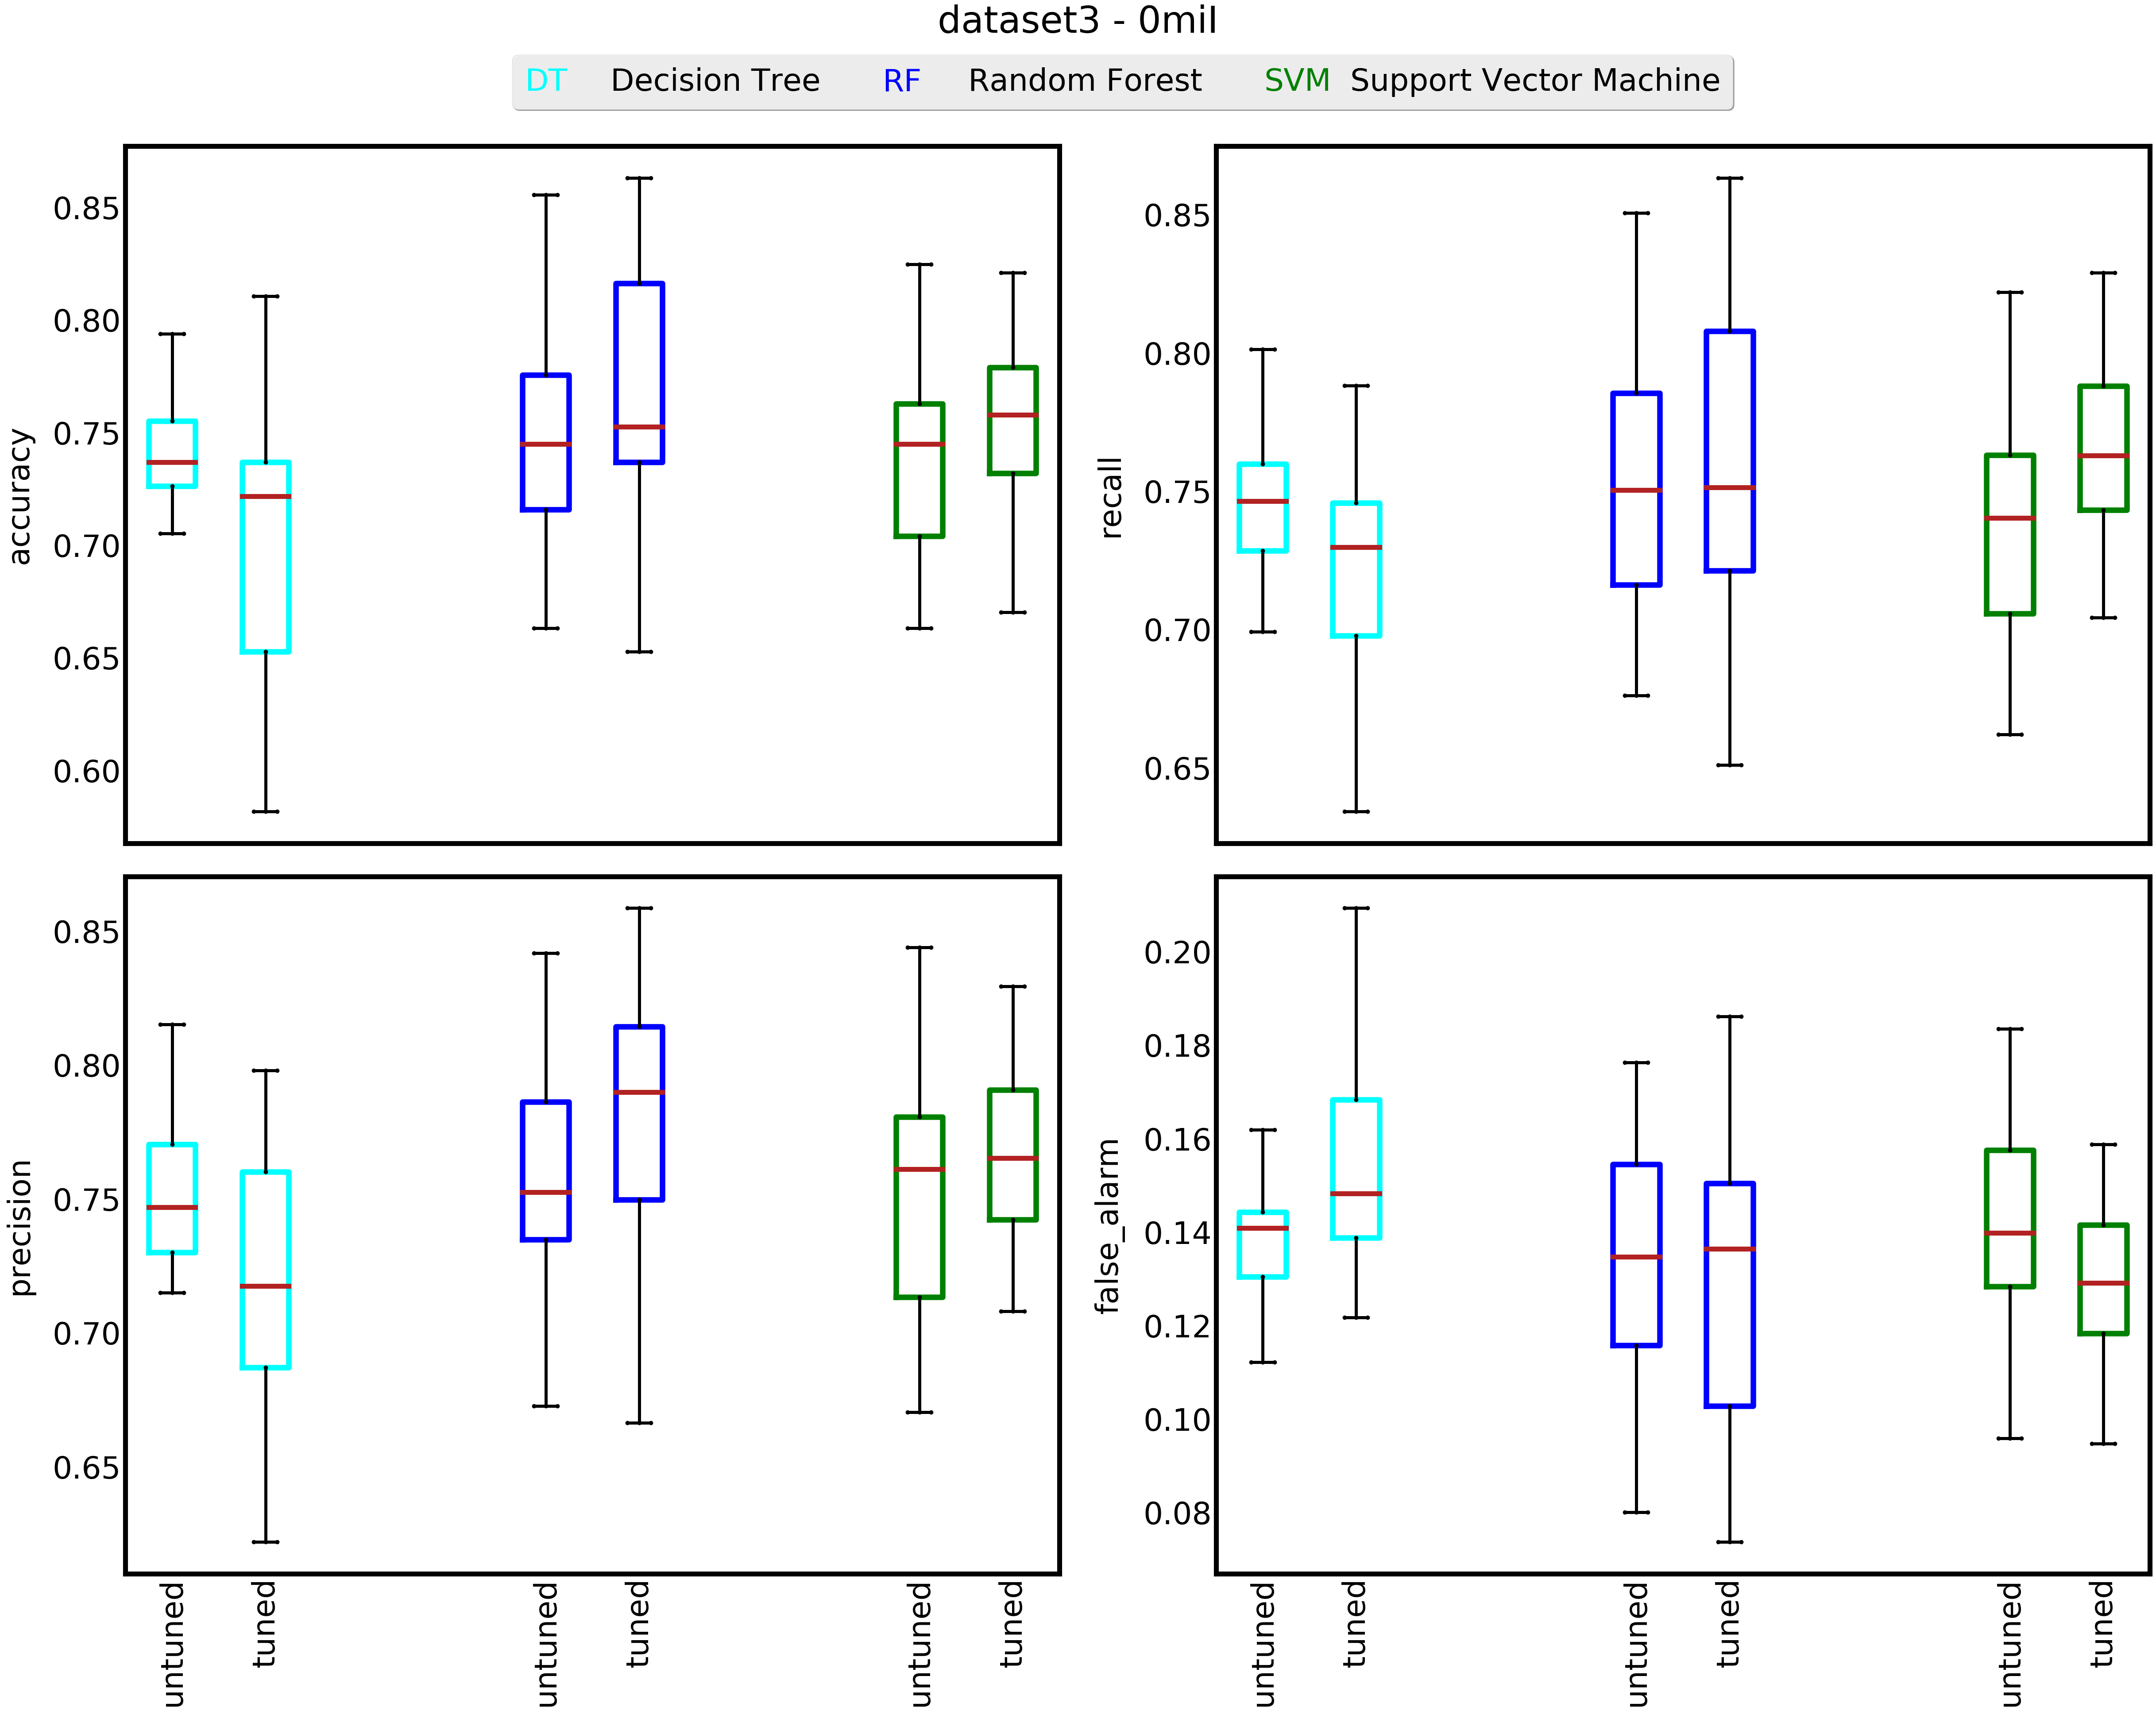 dataset3 - 0mil
DT Decision Tree RF Random Forest SVM Support Vector Machine
accuracy
0.85
0.80
0.75
0.70
0.65
0.60
recall
0.85
0.80
0.75
0.70
0.65
precision
0.85
0.80
0.75
0.70
0.65
untuned tuned untuned tuned untuned tuned
false_alarm
0.20
0.18
0.16
0.14
0.12
0.10
0.08
untuned tuned untuned tuned untuned tuned